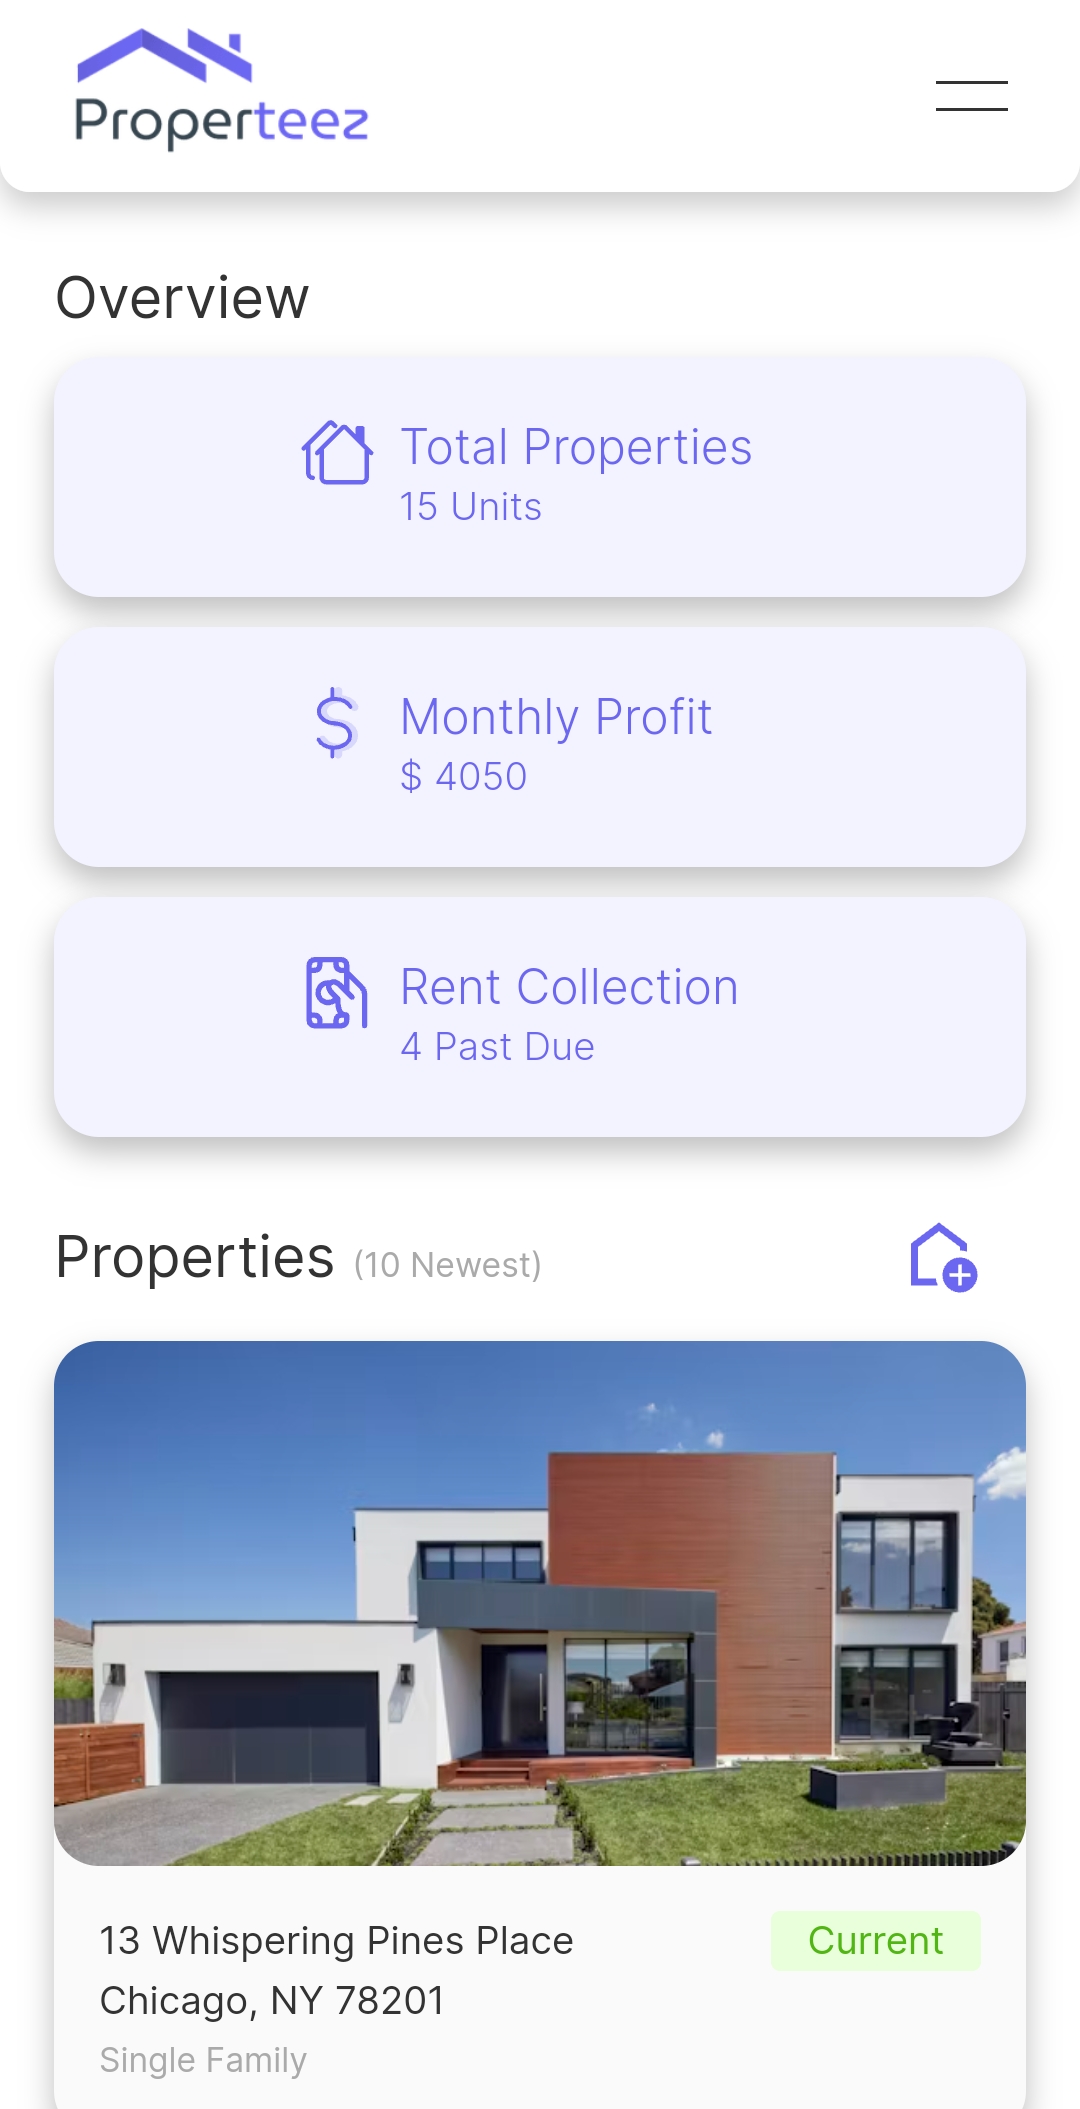 Properteez
Overview
Total Properties
15 Units
Monthly Profit
$ 4050
Rent Collection
4 Past Due
Properties (10 Newest)
13 Whispering Pines Place
Current
Chicago, NY 78201
Single Family